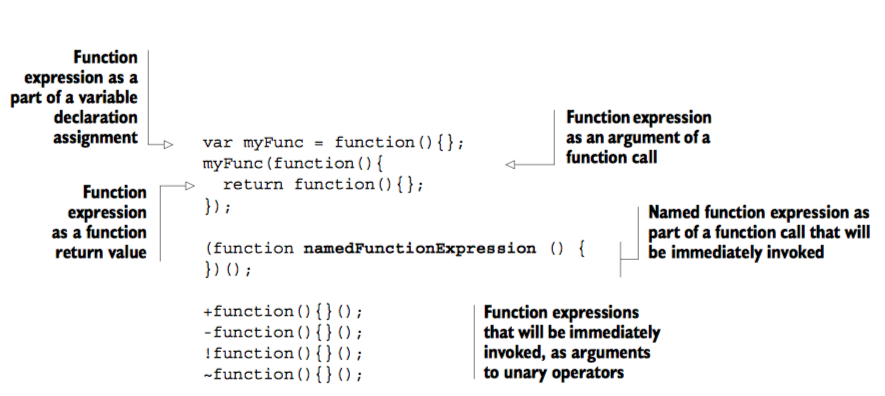 Function
expression as a
part of a variable
declaration
assignment
var myFunc = function(){};
myFunc(function(){
return function(){};
});
Function expression
as an argument of a
function call
Function
expression
as a function
return value
(function namedFunctionExpression () {
})();
Named function expression as
part of a function call that will
be immediately invoked
+function(){}();
-function(){}();
!function(){}();
~function(){}();
Function expressions
that will be immediately
invoked, as arguments
to unary operators